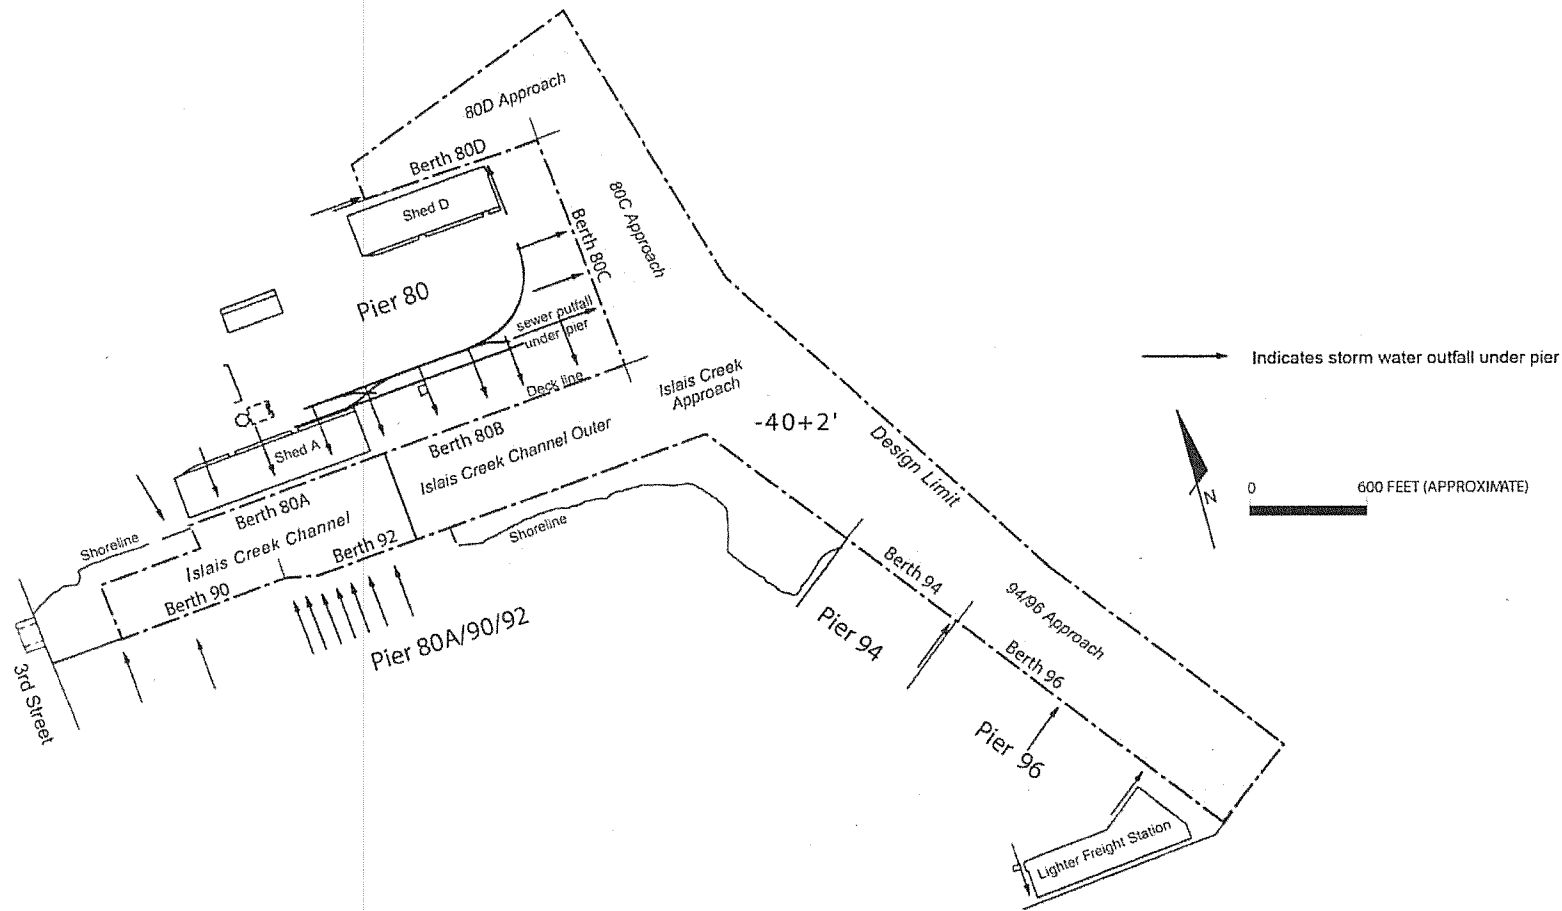 80D Approach
Berth 80D
Shed D
80C Approach
Berth 80C
Pier 80
sewer outfall
under pier
Deck line
Islais Creek
Approach
-40+2'
Design Limit
Indicates storm water outfall under pier
N
0
600 FEET (APPROXIMATE)
Shed A
Berth 80B
Islais Creek Channel Outer
Berth 80A
Islais Creek Channel
Shoreline
Berth 92
Shoreline
Berth 90
Pier 80A/90/92
3rd Street
Berth 94
Pier 94
94/96 Approach
Berth 96
Pier 96
Lighter Freight Station